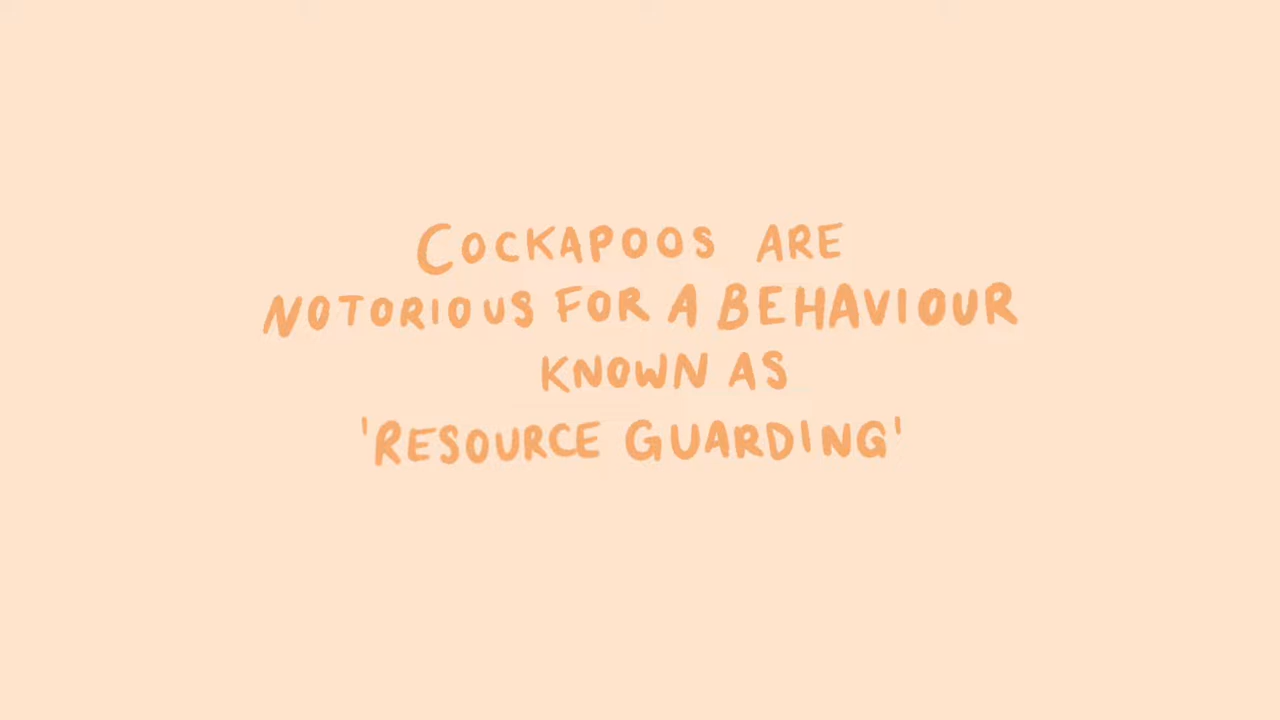 COCKAPOOS ARE
NOTORIOUS FOR A BEHAVIOUR
KNOWN AS
'RESOURCE GUARDING'